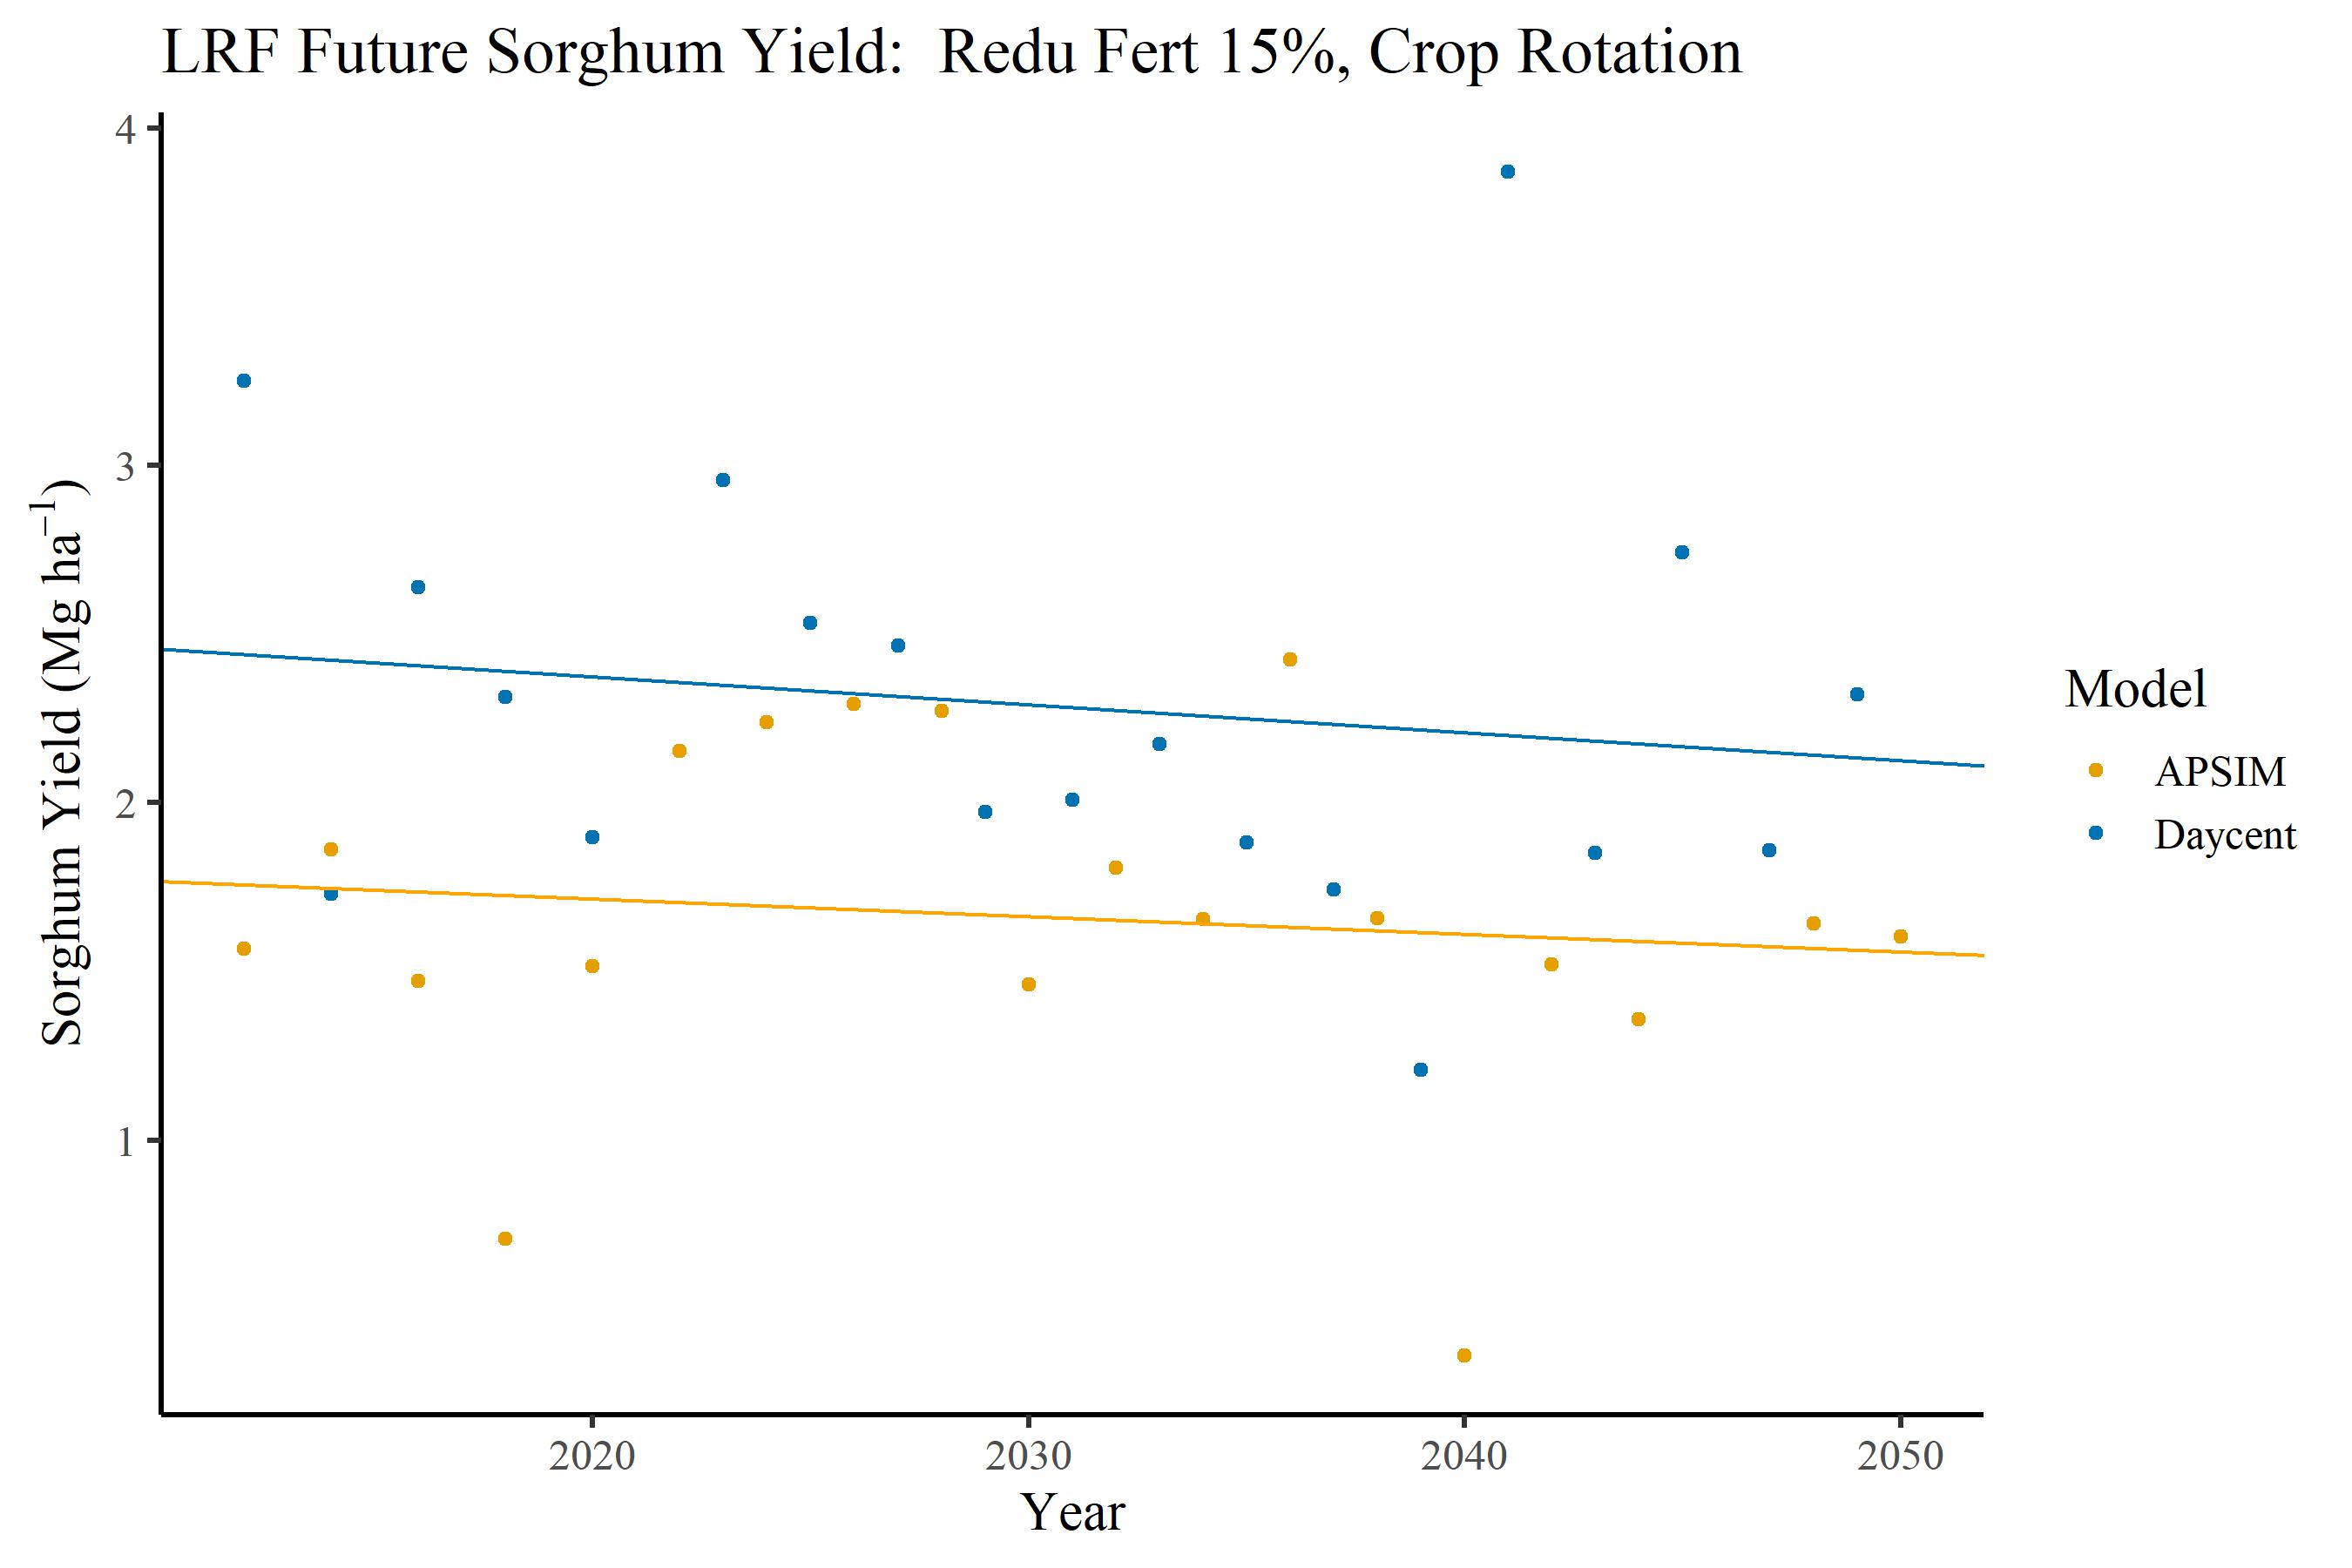 LRF Future Sorghum Yield:  Redu Fert 15%, Crop Rotation
4
3
2
1
Sorghum Yield (Mg ha⁻¹)
2020 2030 2040 2050
Year
Model
APSIM
Daycent